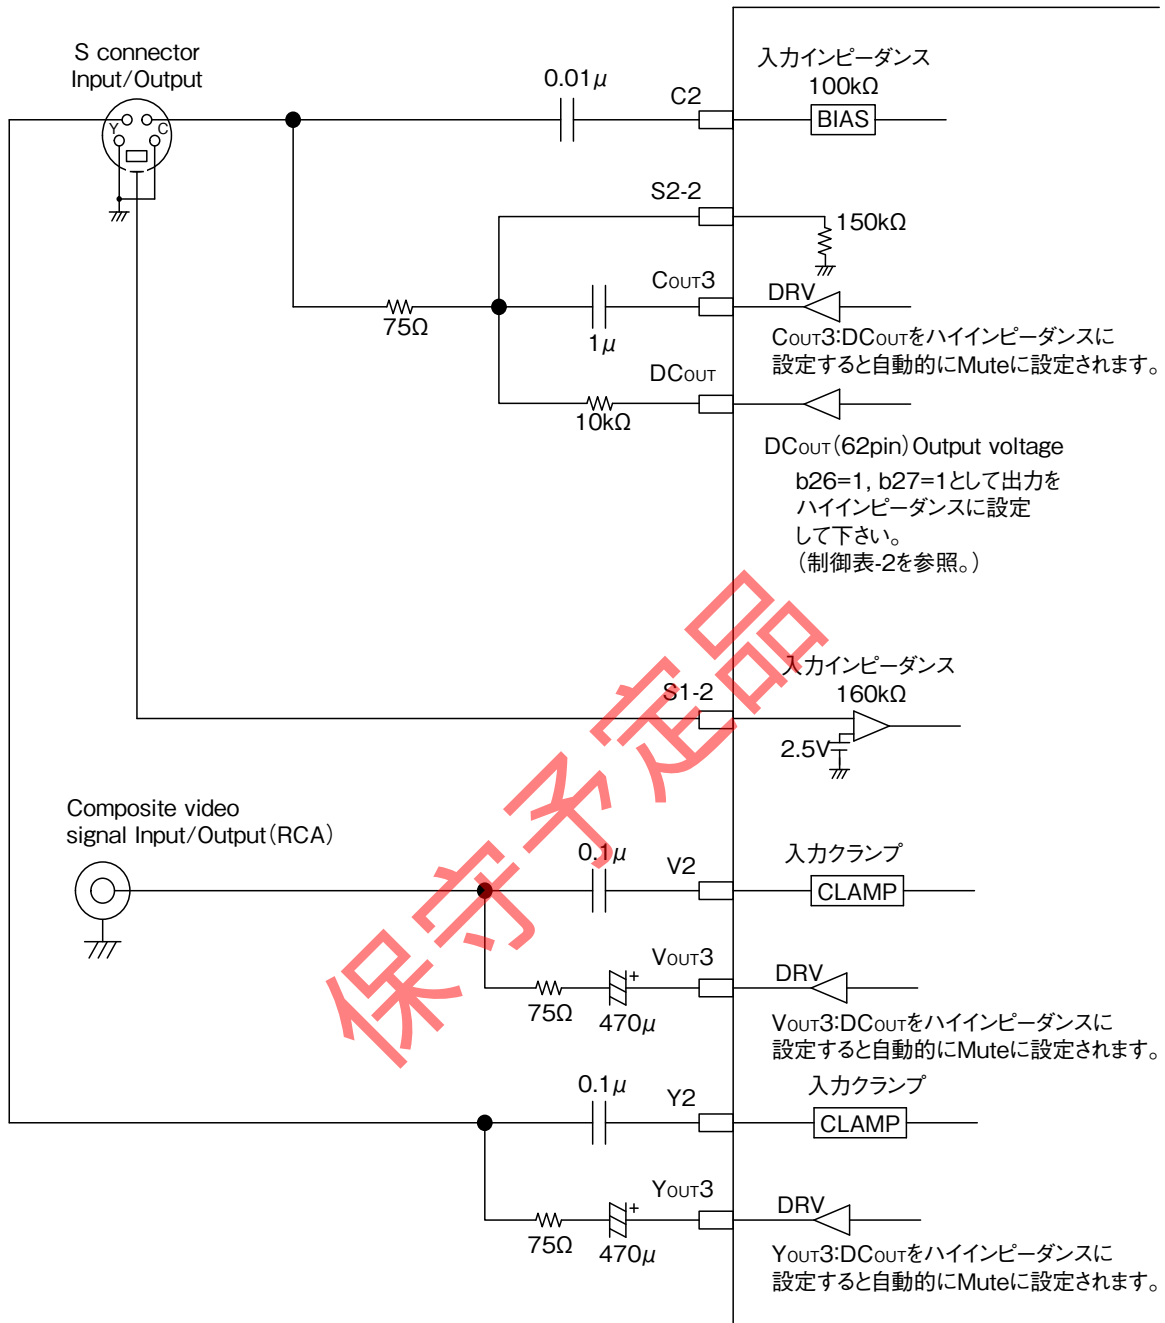 S connector
Input/Output
Y
C
0.01μ
C2
入力インピーダンス
100kΩ
BIAS
S2-2
150kΩ
75Ω
1μ
COUT3
DRV
COUT3:DCOUTをハイインピーダンスに
設定すると自動的にMuteに設定されます。
10kΩ
DCOUT
DCOUT(62pin)Output voltage
b26=1, b27=1として出力を
ハイインピーダンスに設定
して下さい。
(制御表-2を参照。)
S1-2
入力インピーダンス
160kΩ
2.5V
Composite video
signal Input/Output(RCA)
0.1μ
V2
入力クランプ
CLAMP
75Ω
+
470μ
VOUT3
DRV
VOUT3:DCOUTをハイインピーダンスに
設定すると自動的にMuteに設定されます。
0.1μ
Y2
入力クランプ
CLAMP
75Ω
+
470μ
YOUT3
DRV
YOUT3:DCOUTをハイインピーダンスに
設定すると自動的にMuteに設定されます。
保守予定品